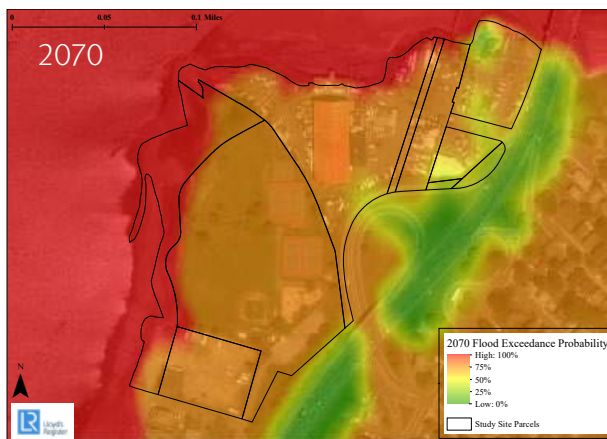 0 0.05 0.1 Miles
2070
N
Lloyd's
Register
LR
2070 Flood Exceedance Probability
High: 100%
75%
50%
25%
Low: 0%
Study Site Parcels